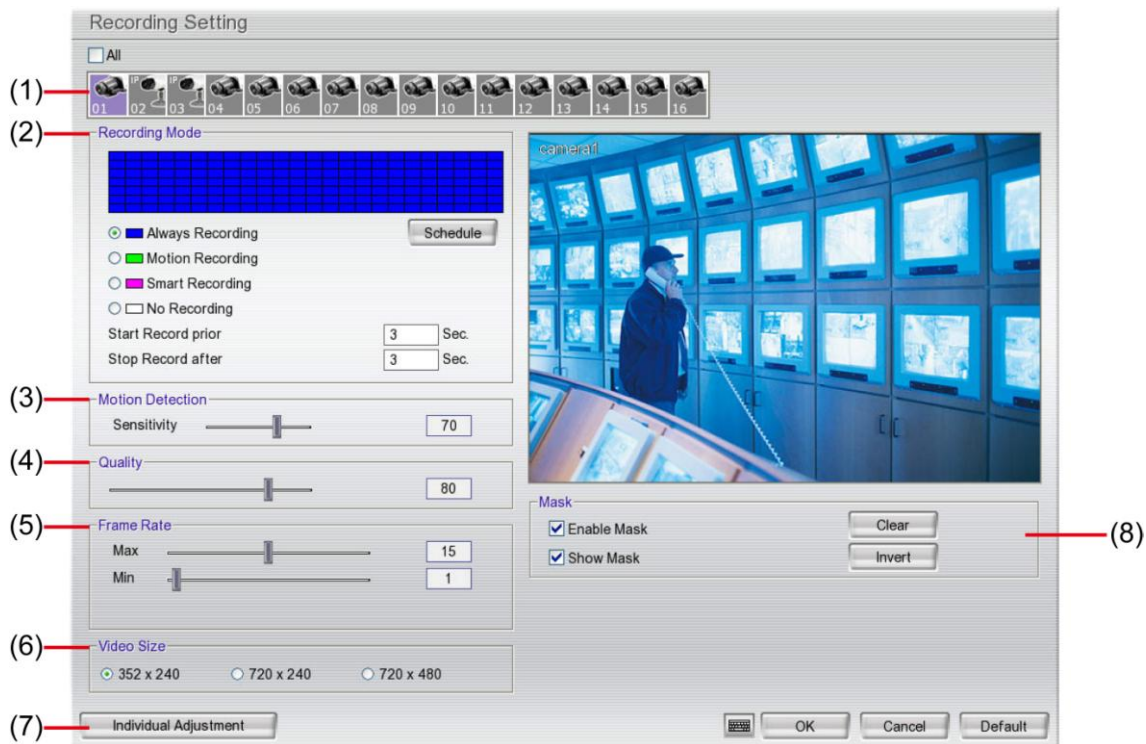 Recording Setting
All
(1)
01 IP 02 IP 03 04 05 06 07 08 09 10 11 12 13 14 15 16
(2)
Recording Mode
Always Recording
Schedule
Motion Recording
Smart Recording
No Recording
Start Record prior 3 Sec.
Stop Record after 3 Sec.
camera1
(3)
Motion Detection
Sensitivity 70
(4)
Quality
80
(5)
Frame Rate
Max 15
Min 1
Mask
Enable Mask
Clear
Show Mask
Invert
(8)
(6)
Video Size
352 x 240 720 x 240 720 x 480
(7)
Individual Adjustment
OK Cancel Default